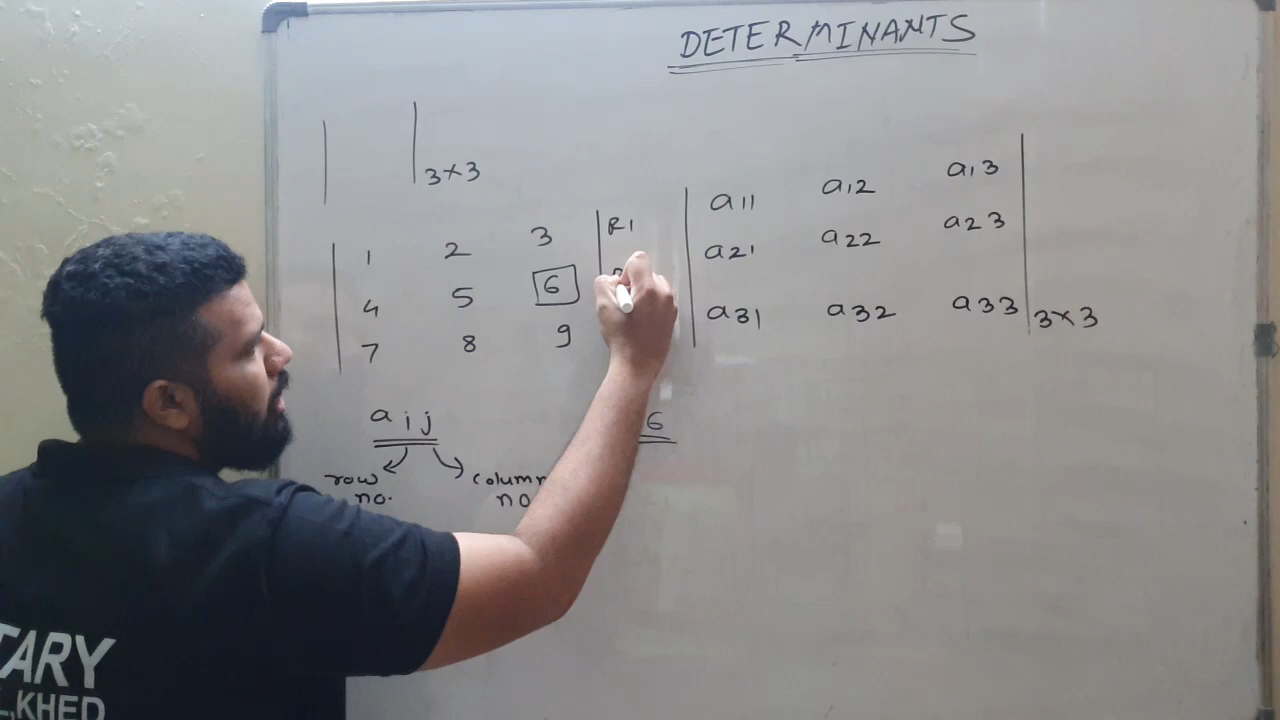 DETERMINANTS
3×3
1 2 3 R1
4 5 6
7 8 9
a11 a12 a13
a21 a22 a23
a31 a32 a33 3×3
aij
6
row no.
column no
TARY
KHED